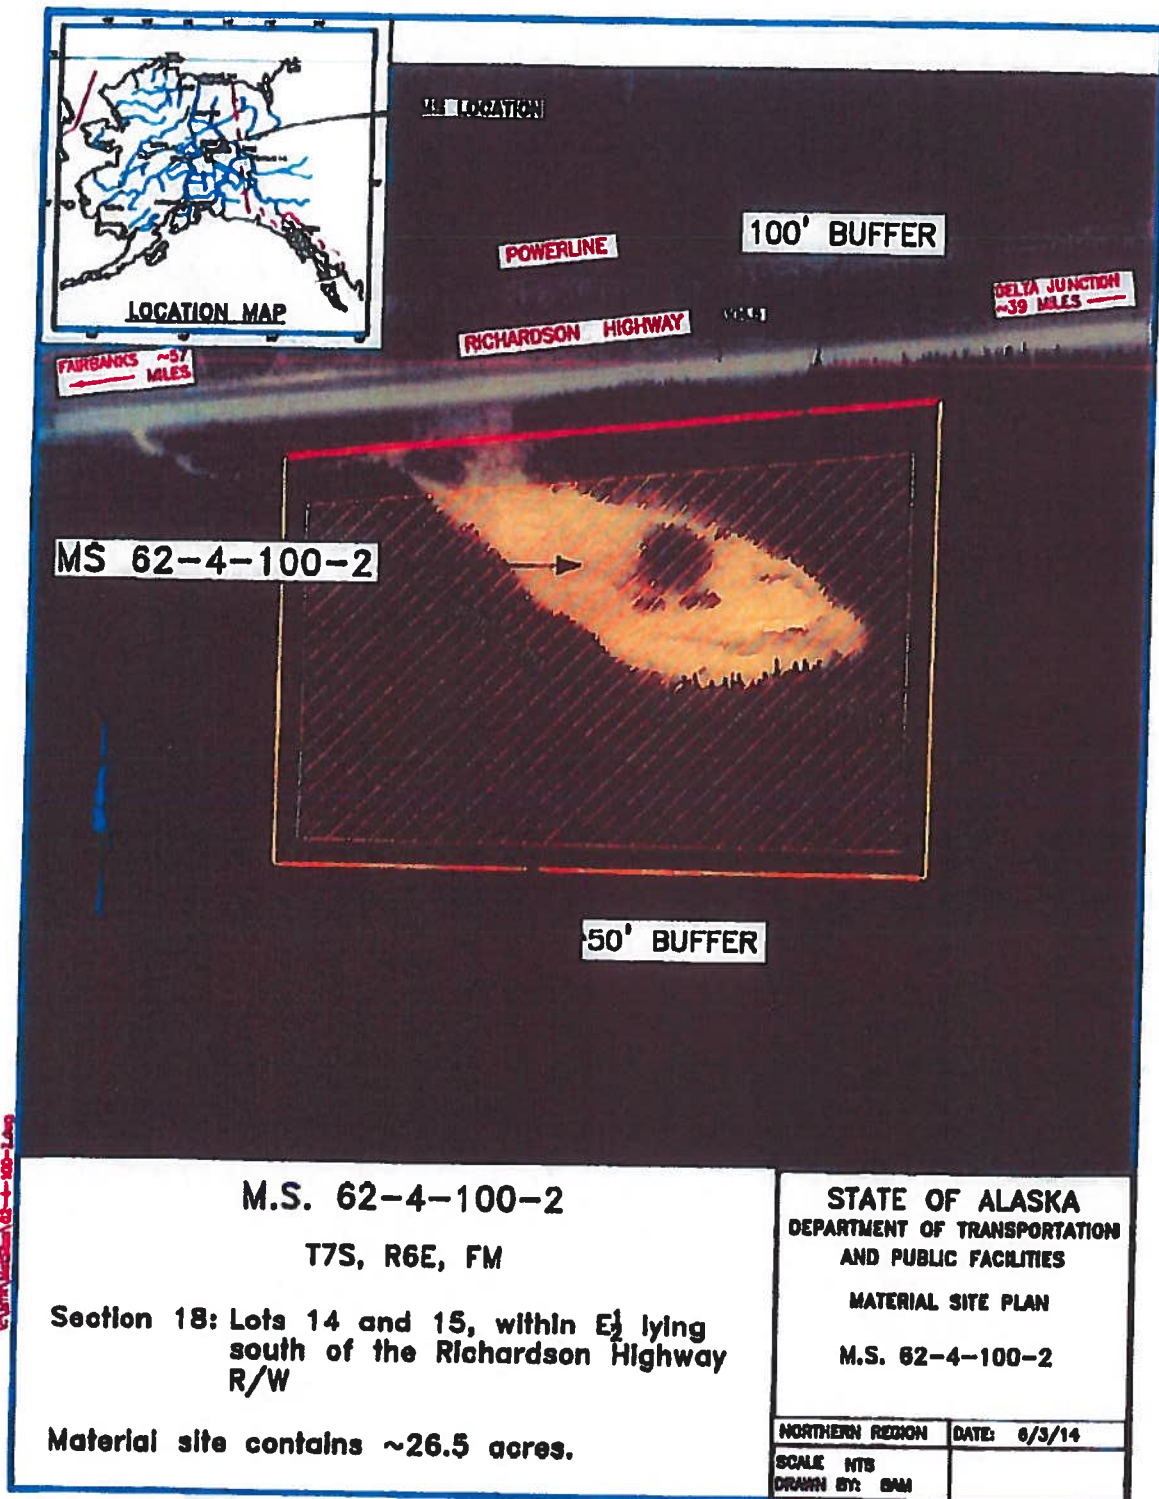 MS LOCATION
LOCATION MAP
100' BUFFER
POWERLINE
DELTA JUNCTION
~39 MILES
RICHARDSON HIGHWAY
FAIRBANKS ~57
MILES
MS 62-4-100-2
50' BUFFER
M.S. 62-4-100-2
T7S, R6E, FM
Section 18: Lots 14 and 15, within E½ lying
south of the Richardson Highway
R/W
Material site contains ~26.5 acres.
STATE OF ALASKA
DEPARTMENT OF TRANSPORTATION
AND PUBLIC FACILITIES
MATERIAL SITE PLAN
M.S. 62-4-100-2
NORTHERN REGION
DATE: 6/3/14
SCALE NTS
DRAWN BY: